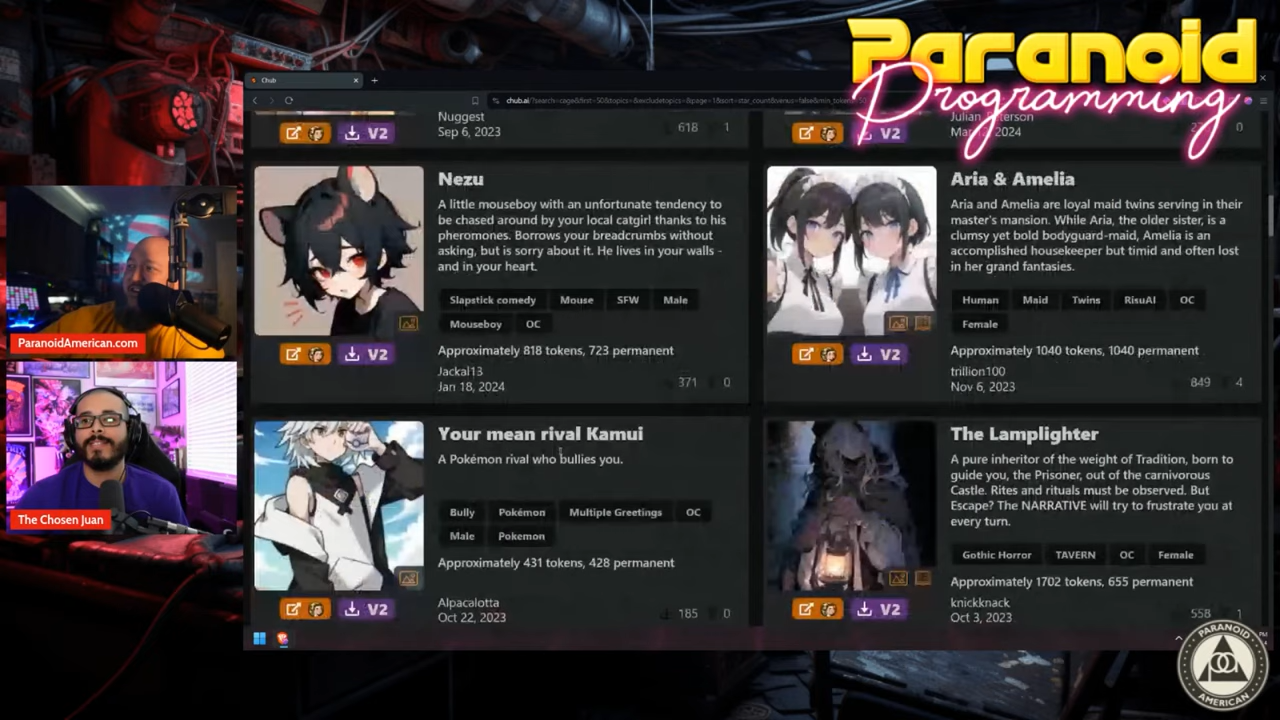 Paranoid
Programming
Chub
Nuggest
Sep 6, 2023
618 1
V2
Mar 12, 2024
0
V2
Nezu
A little mouseboy with an unfortunate tendency to
be chased around by your local catgirl thanks to his
pheromones. Borrows your breadcrumbs without
asking, but is sorry about it. He lives in your walls -
and in your heart.
Slapstick comedy Mouse SFW Male
Mouseboy OC
Approximately 818 tokens, 723 permanent
Jackal13
Jan 18, 2024
371 0
V2
Aria & Amelia
Aria and Amelia are loyal maid twins serving in their
master's mansion. While Aria, the older sister, is a
clumsy yet bold bodyguard-maid, Amelia is an
accomplished housekeeper but timid and often lost
in her grand fantasies.
Human Maid Twins RisuAI OC
Female
Approximately 1040 tokens, 1040 permanent
trillion100
Nov 6, 2023
849 4
V2
Your mean rival Kamui
A Pokémon rival who bullies you.
Bully Pokémon Multiple Greetings OC
Male Pokemon
Approximately 431 tokens, 428 permanent
Alpacalotta
Oct 22, 2023
185 0
V2
The Lamplighter
A pure inheritor of the weight of Tradition, born to
guide you, the Prisoner, out of the carnivorous
Castle. Rites and rituals must be observed. But
Escape? The NARRATIVE will try to frustrate you at
every turn.
Gothic Horror TAVERN OC Female
Approximately 1702 tokens, 655 permanent
knickknack
Oct 3, 2023
558 1
V2
ParanoidAmerican.com
The Chosen Juan
PARANOID
AMERICAN